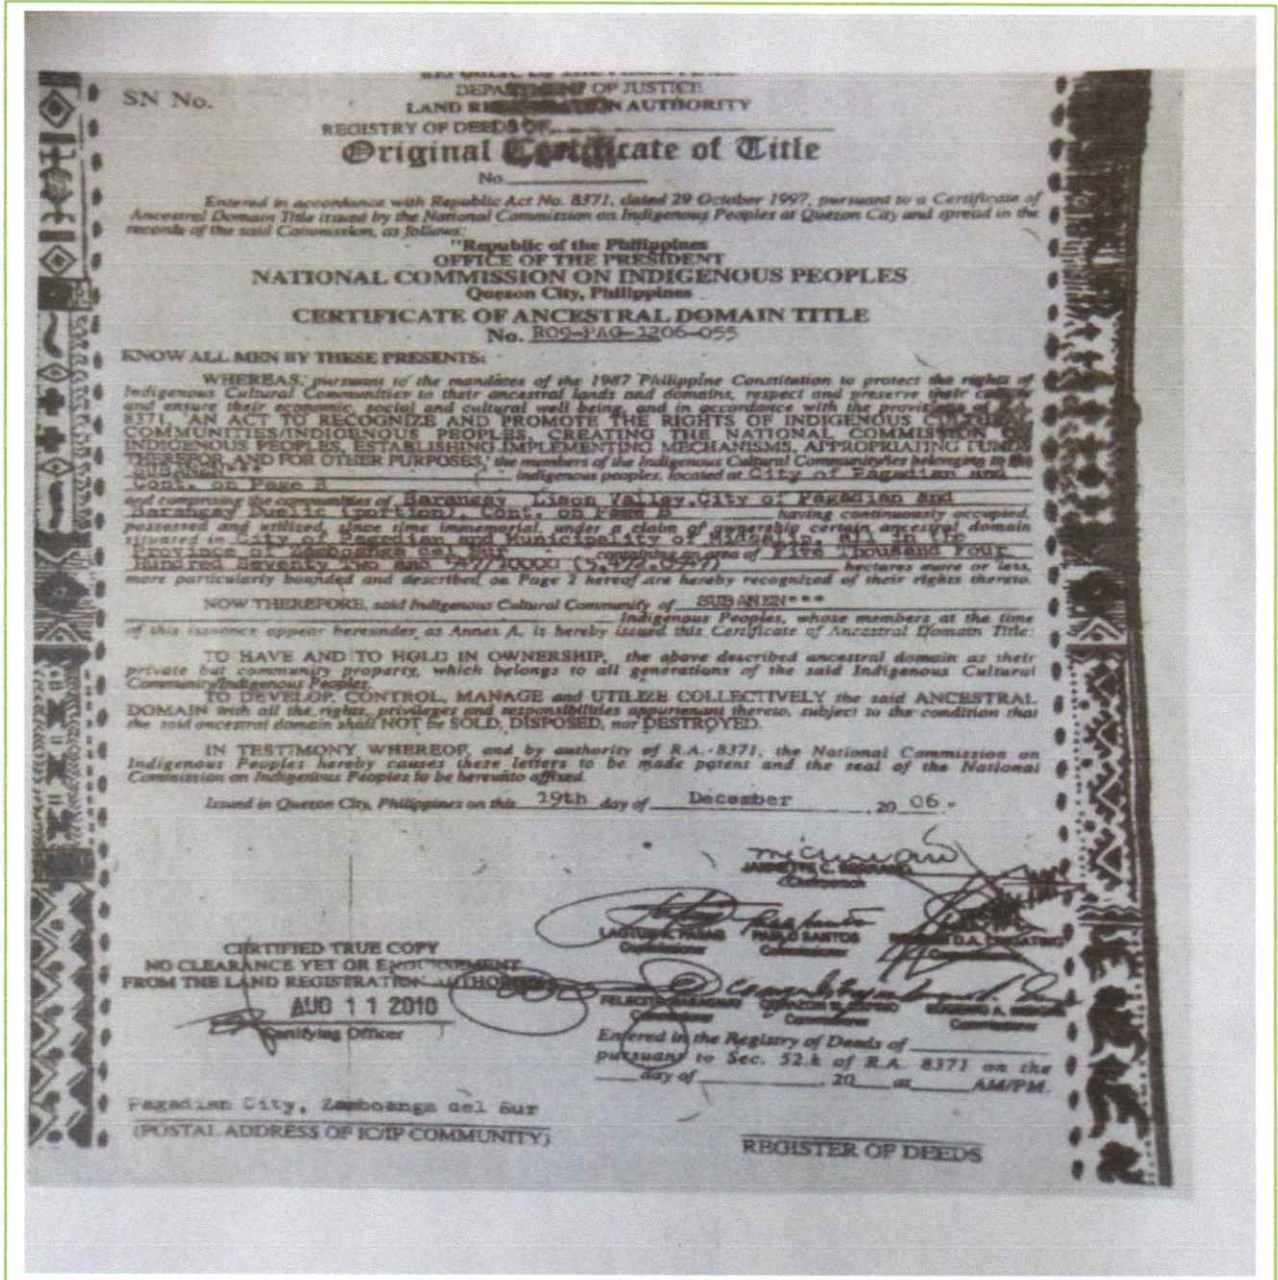 SN No.
REPUBLIC OF THE PHILIPPINES
DEPARTMENT OF JUSTICE
LAND REGISTRATION AUTHORITY
REGISTRY OF DEEDS OF
Original Certificate of Title
No.
Entered in accordance with Republic Act No. 8371, dated 29 October 1997, pursuant to a Certificate of
Ancestral Domain Title issued by the National Commission on Indigenous Peoples at Quezon City and spread in the
records of the said Commission, as follows:
"Republic of the Philippines
OFFICE OF THE PRESIDENT
NATIONAL COMMISSION ON INDIGENOUS PEOPLES
Quezon City, Philippines
CERTIFICATE OF ANCESTRAL DOMAIN TITLE
No. R09-PAG-1206-055
KNOW ALL MEN BY THESE PRESENTS:
WHEREAS, pursuant to the mandates of the 1987 Philippine Constitution to protect the rights of
Indigenous Cultural Communities to their ancestral lands and domains, respect and preserve their
and ensure their economic, social and cultural well being, and in accordance with the provisions of
8371, AN ACT TO RECOGNIZE AND PROMOTE THE RIGHTS OF INDIGENOUS CULTURAL
COMMUNITIES/INDIGENOUS PEOPLES, CREATING THE NATIONAL COMMISSION ON
INDIGENOUS PEOPLES, ESTABLISHING IMPLEMENTING MECHANISMS, APPROPRIATING FUNDS
THEREFOR, AND FOR OTHER PURPOSES, the members of the Indigenous Cultural Community/ies belonging to the
indigenous peoples, located at City of Pagadian and
Cont. on Page
and comprising the communities of Barangay Lison Valley, City of Pagadian and
Barangay (portion), Cont. on Page having continuously occupied,
possessed and utilized, since time immemorial, under a claim of ownership certain ancestral domain
situated in City of Pagadian and Municipality of Midsalip, all in the
Province of Zamboanga del Sur containing an area of Five Thousand Four
Hundred Seventy Two and /10000 hectares more or less,
more particularly bounded and described on Page 2 hereof are hereby recognized of their rights thereto.
NOW THEREFORE, said Indigenous Cultural Community of SUBANEN***
Indigenous Peoples, whose members at the time
of this issuance appear hereunder as Annex A, is hereby issued this Certificate of Ancestral Domain Title:
TO HAVE AND TO HOLD IN OWNERSHIP, the above described ancestral domain as their
private but community property, which belongs to all generations of the said Indigenous Cultural
Community/Indigenous Peoples.
TO DEVELOP, CONTROL, MANAGE and UTILIZE COLLECTIVELY the said ANCESTRAL
DOMAIN with all the rights, privileges and responsibilities appurtenant thereto, subject to the condition that
the said ancestral domain shall NOT be SOLD, DISPOSED, nor DESTROYED.
IN TESTIMONY WHEREOF, and by authority of R.A. 8371, the National Commission on
Indigenous Peoples hereby causes these letters to be made patent and the seal of the National
Commission on Indigenous Peoples to be hereunto affixed.
Issued in Quezon City, Philippines on this 19th day of December, 20 06.
JANNETTE C. SERRANO
Chairperson
PABLO SANTOS
Commissioner Commissioner Commissioner
CERTIFIED TRUE COPY
NO CLEARANCE YET OR ENDORSEMENT
FROM THE LAND REGISTRATION AUTHORITY
AUG 11 2010
Certifying Officer
Commissioner Commissioner Commissioner
Entered in the Registry of Deeds of
pursuant to Sec. 52.k of R.A. 8371 on the
day of 20 at AM/PM.
Pagadian City, Zamboanga del Sur
(POSTAL ADDRESS OF ICC/IP COMMUNITY)
REGISTER OF DEEDS